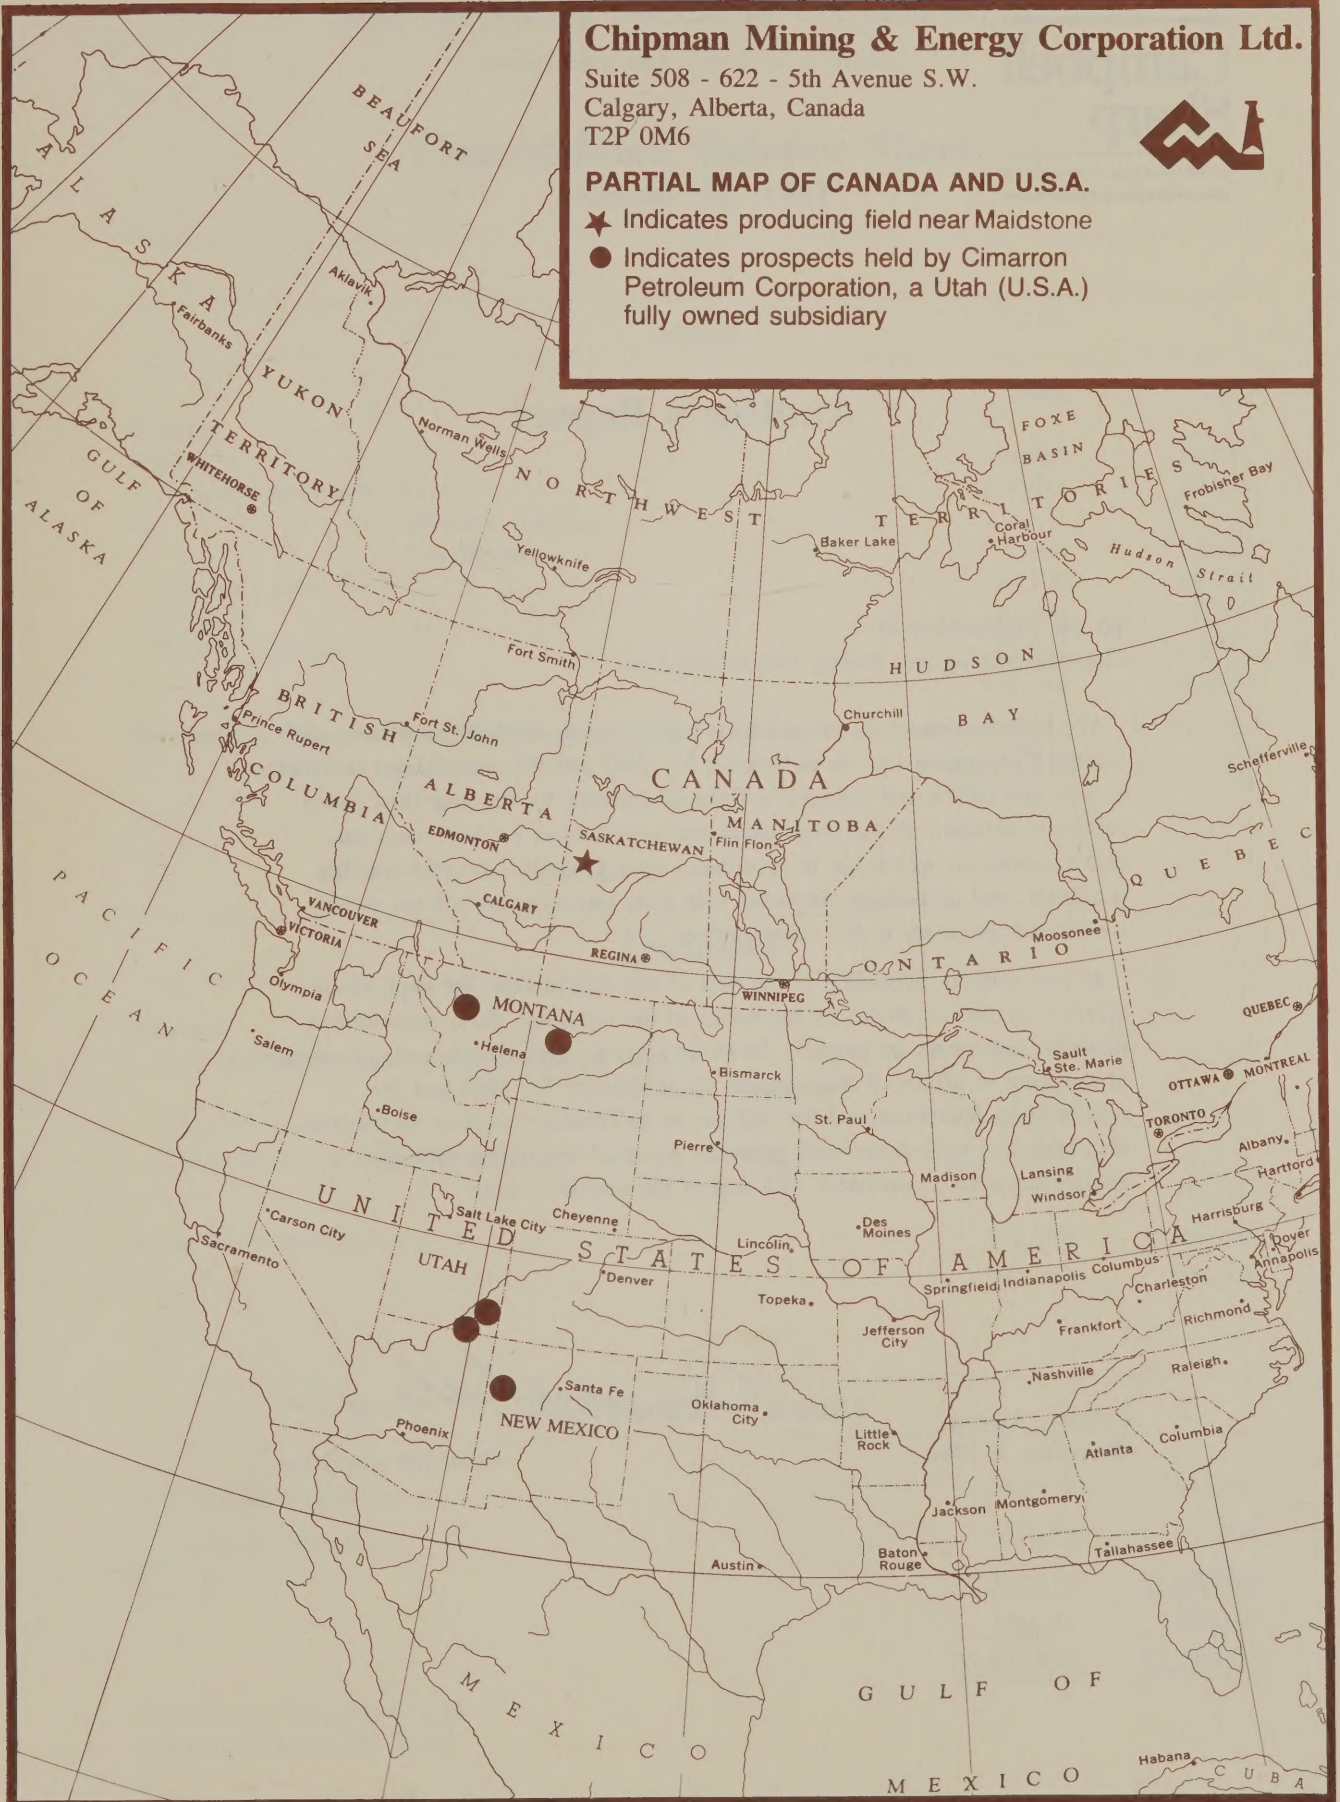 Chipman Mining & Energy Corporation Ltd.
Suite 508 - 622 - 5th Avenue S.W.
Calgary, Alberta, Canada
T2P 0M6
PARTIAL MAP OF CANADA AND U.S.A.
Indicates producing field near Maidstone
Indicates prospects held by Cimarron
Petroleum Corporation, a Utah (U.S.A.)
fully owned subsidiary
BEAUFORT
SEA
ALASKA
Aklavik
Fairbanks
YUKON
TERRITORY
WHITEHORSE
GULF
OF
ALASKA
Norman Wells
NORTHWEST TERRITORIES
FOXE
BASIN
Frobisher Bay
Coral
Harbour
Baker Lake
Hudson Strait
Yellowknife
Fort Smith
HUDSON
BAY
BRITISH
COLUMBIA
Prince Rupert
Fort St. John
Churchill
Schefferville
CANADA
ALBERTA
EDMONTON
SASKATCHEWAN
MANITOBA
Flin Flon
QUEBEC
PACIFIC
OCEAN
CALGARY
VANCOUVER
VICTORIA
REGINA
WINNIPEG
ONTARIO
Moosonee
QUEBEC
Olympia
MONTANA
Salem
Helena
Bismarck
Sault
Ste. Marie
OTTAWA
MONTREAL
Boise
St. Paul
TORONTO
Pierre
Albany
Hartford
Madison
Lansing
Windsor
Harrisburg
UNITED STATES OF AMERICA
Carson City
Salt Lake City
Cheyenne
Des
Moines
Lincoln
Dover
Annapolis
Sacramento
UTAH
Denver
Springfield
Indianapolis
Columbus
Charleston
Topeka
Jefferson
City
Frankfort
Richmond
Nashville
Raleigh
Santa Fe
NEW MEXICO
Phoenix
Oklahoma
City
Little
Rock
Atlanta
Columbia
Jackson
Montgomery
Austin
Baton
Rouge
Tallahassee
MEXICO
GULF OF
MEXICO
Habana
CUBA